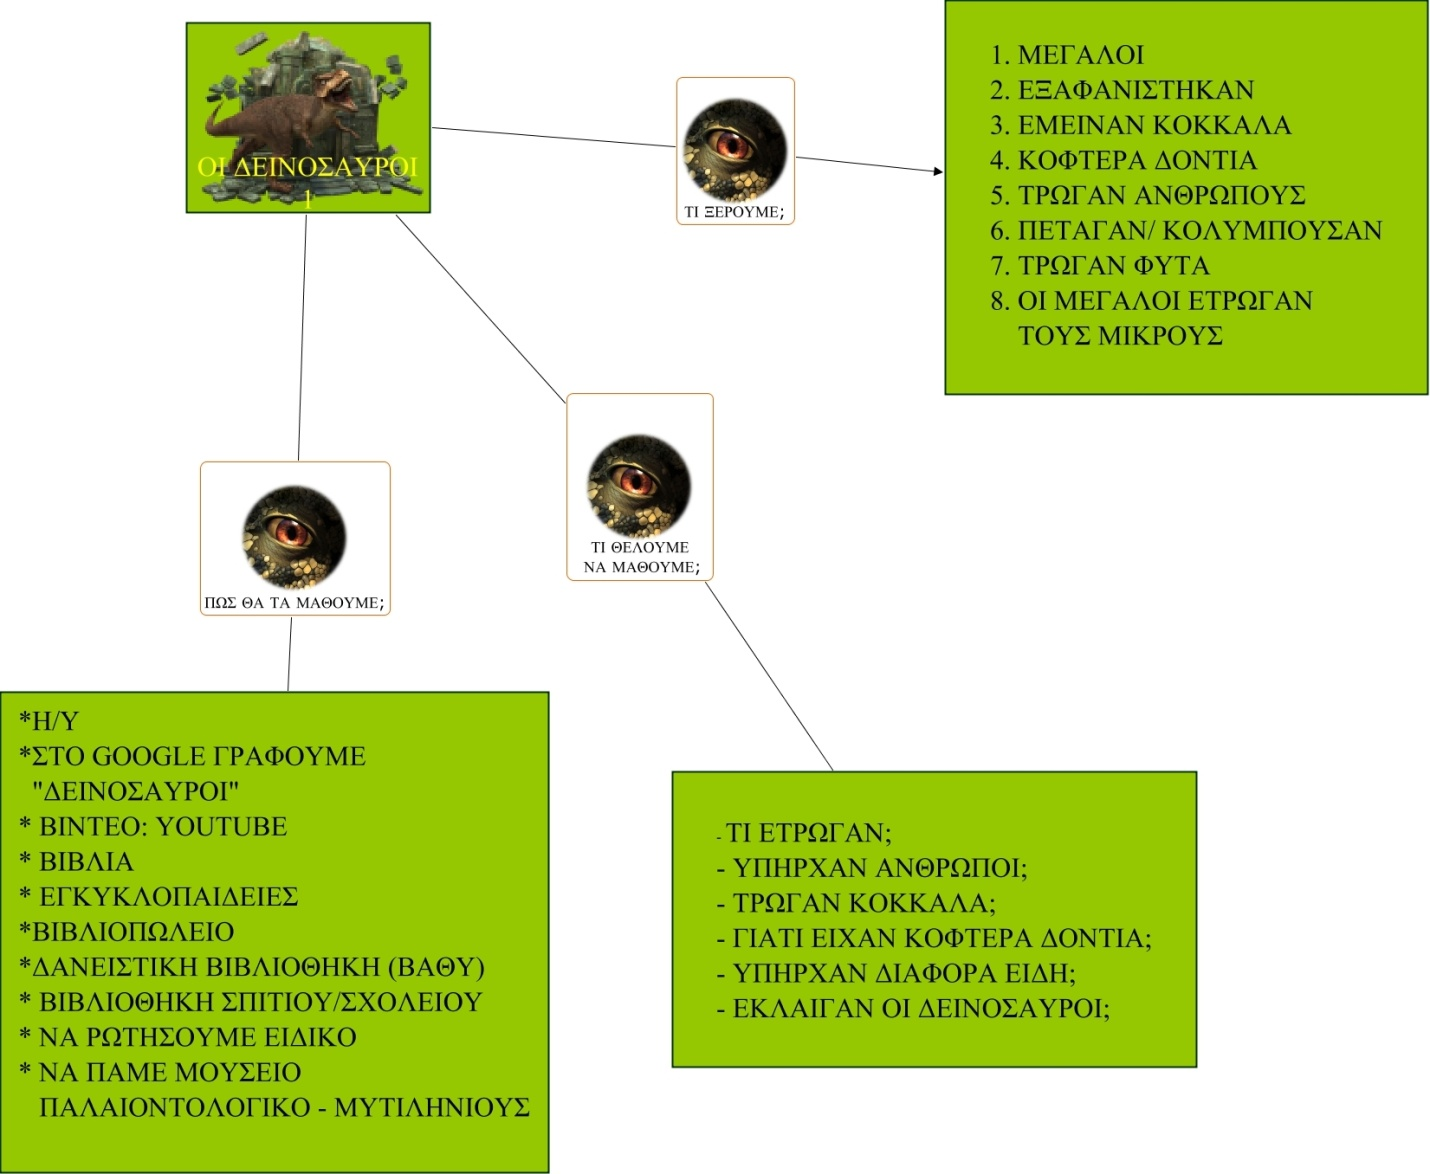 ΟΙ ΔΕΙΝΟΣΑΥΡΟΙ
1
ΤΙ ΞΕΡΟΥΜΕ;
1. ΜΕΓΑΛΟΙ
2. ΕΞΑΦΑΝΙΣΤΗΚΑΝ
3. ΕΜΕΙΝΑΝ ΚΟΚΚΑΛΑ
4. ΚΟΦΤΕΡΑ ΔΟΝΤΙΑ
5. ΤΡΩΓΑΝ ΑΝΘΡΩΠΟΥΣ
6. ΠΕΤΑΓΑΝ/ ΚΟΛΥΜΠΟΥΣΑΝ
7. ΤΡΩΓΑΝ ΦΥΤΑ
8. ΟΙ ΜΕΓΑΛΟΙ ΕΤΡΩΓΑΝ
ΤΟΥΣ ΜΙΚΡΟΥΣ
ΤΙ ΘΕΛΟΥΜΕ
ΝΑ ΜΑΘΟΥΜΕ;
- ΤΙ ΕΤΡΩΓΑΝ;
- ΥΠΗΡΧΑΝ ΑΝΘΡΩΠΟΙ;
- ΤΡΩΓΑΝ ΚΟΚΚΑΛΑ;
- ΓΙΑΤΙ ΕΙΧΑΝ ΚΟΦΤΕΡΑ ΔΟΝΤΙΑ;
- ΥΠΗΡΧΑΝ ΔΙΑΦΟΡΑ ΕΙΔΗ;
- ΕΚΛΑΙΓΑΝ ΟΙ ΔΕΙΝΟΣΑΥΡΟΙ;
ΠΩΣ ΘΑ ΤΑ ΜΑΘΟΥΜΕ;
*Η/Υ
*ΣΤΟ GOOGLE ΓΡΑΦΟΥΜΕ
"ΔΕΙΝΟΣΑΥΡΟΙ"
* ΒΙΝΤΕΟ: YOUTUBE
* ΒΙΒΛΙΑ
* ΕΓΚΥΚΛΟΠΑΙΔΕΙΕΣ
*ΒΙΒΛΙΟΠΩΛΕΙΟ
*ΔΑΝΕΙΣΤΙΚΗ ΒΙΒΛΙΟΘΗΚΗ (ΒΑΘΥ)
* ΒΙΒΛΙΟΘΗΚΗ ΣΠΙΤΙΟΥ/ΣΧΟΛΕΙΟΥ
* ΝΑ ΡΩΤΗΣΟΥΜΕ ΕΙΔΙΚΟ
* ΝΑ ΠΑΜΕ ΜΟΥΣΕΙΟ
ΠΑΛΑΙΟΝΤΟΛΟΓΙΚΟ - ΜΥΤΙΛΗΝΙΟΥΣ